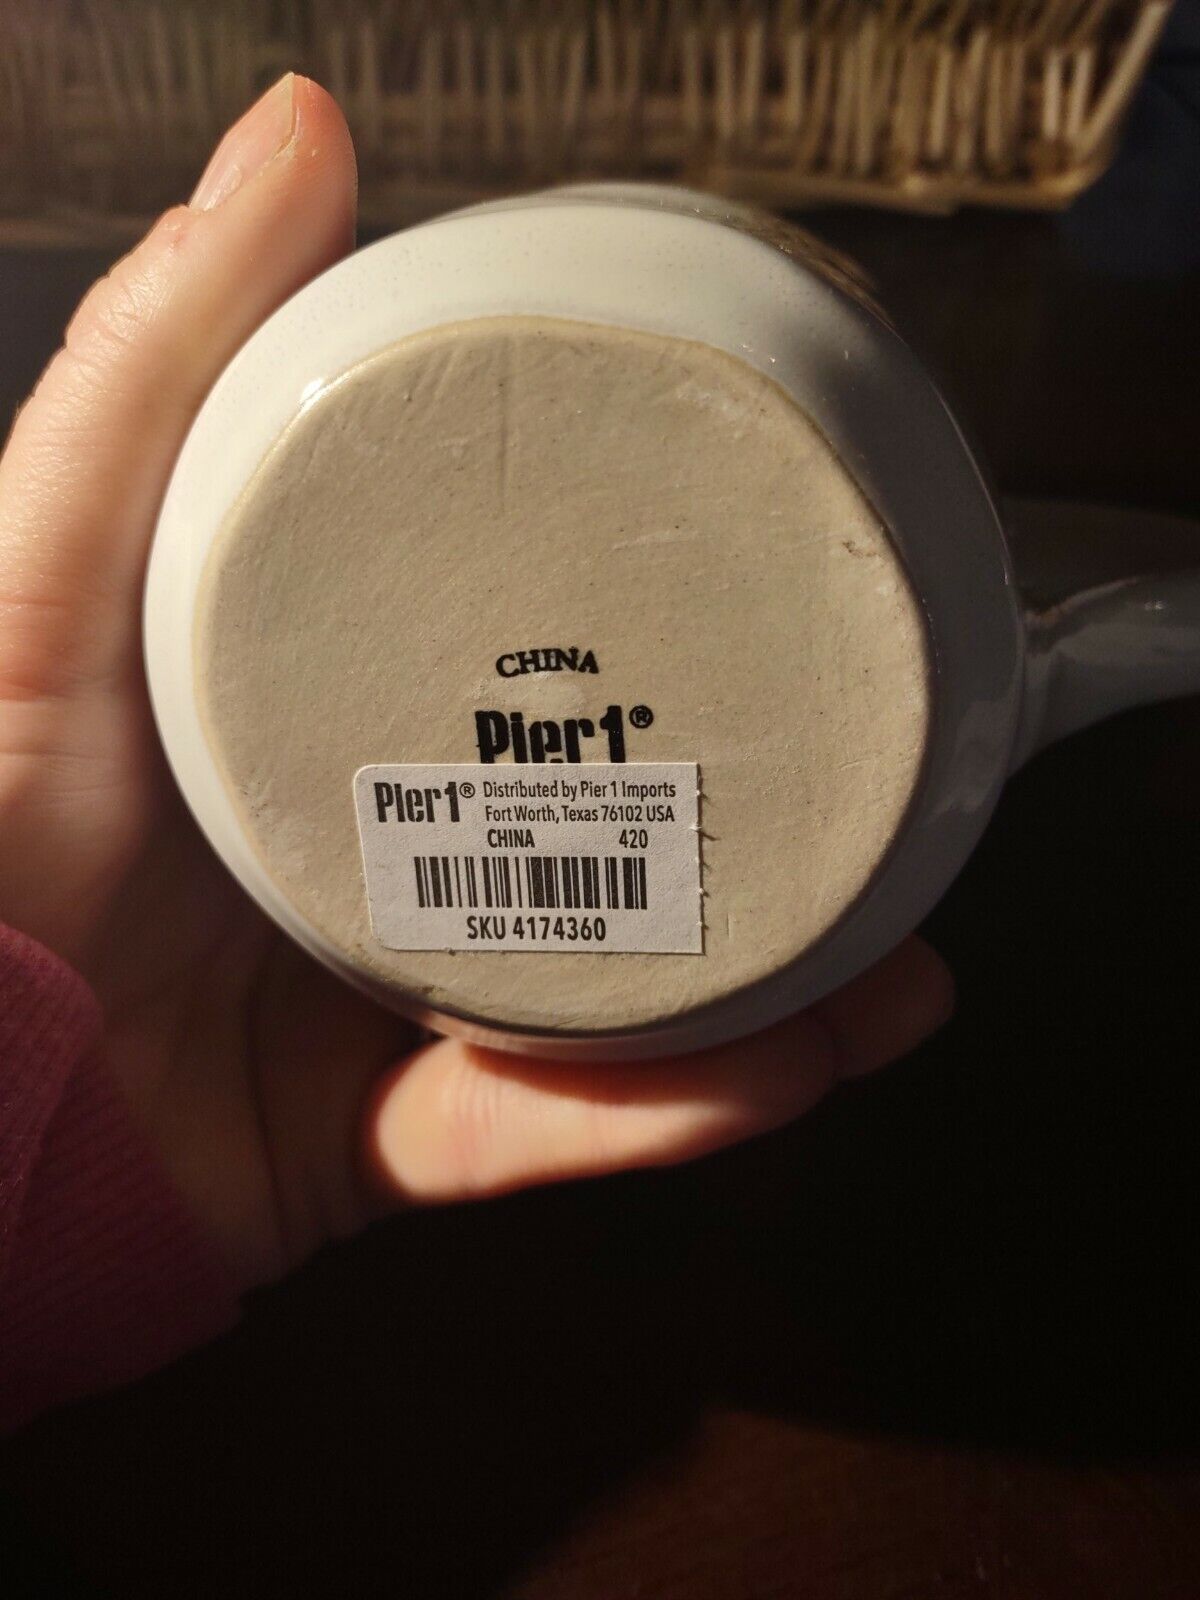 CHINA
Pier1®
Pier1® Distributed by Pier 1 Imports
Fort Worth, Texas 76102 USA
CHINA 420
SKU 4174360